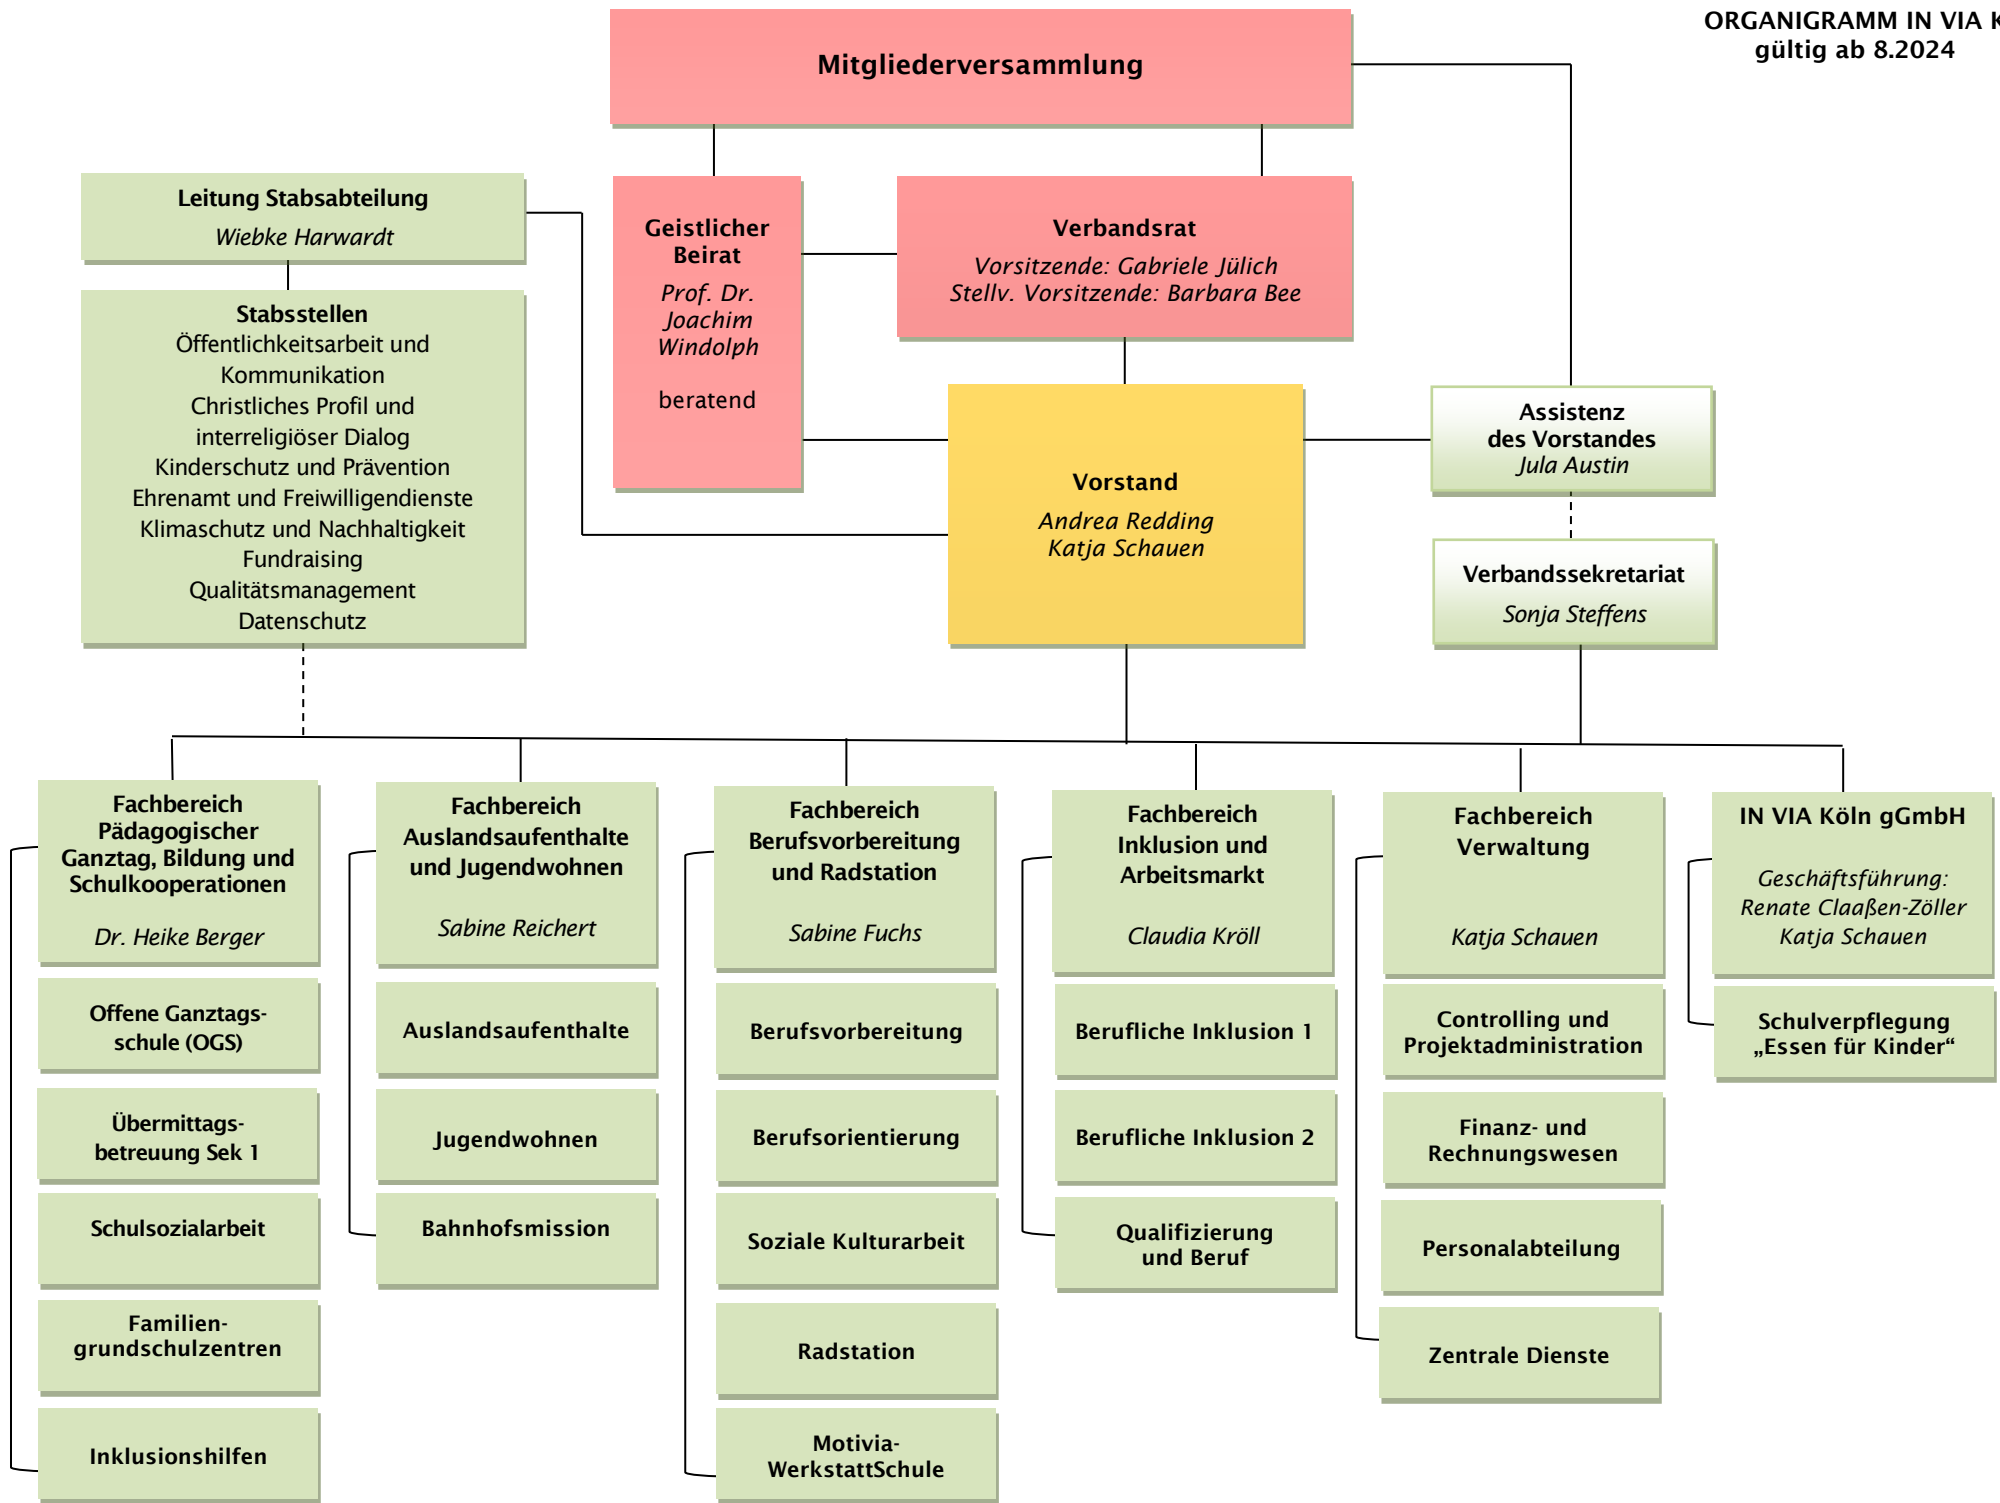 ORGANIGRAMM IN VIA K
gültig ab 8.2024
Mitgliederversammlung
Leitung Stabsabteilung
Wiebke Harwardt
Geistlicher
Beirat
Prof. Dr.
Joachim
Windolph
beratend
Verbandsrat
Vorsitzende: Gabriele Jülich
Stellv. Vorsitzende: Barbara Bee
Stabsstellen
Öffentlichkeitsarbeit und
Kommunikation
Christliches Profil und
interreligiöser Dialog
Kinderschutz und Prävention
Ehrenamt und Freiwilligendienste
Klimaschutz und Nachhaltigkeit
Fundraising
Qualitätsmanagement
Datenschutz
Vorstand
Andrea Redding
Katja Schauen
Assistenz
des Vorstandes
Jula Austin
Verbandssekretariat
Sonja Steffens
Fachbereich
Pädagogischer
Ganztag, Bildung und
Schulkooperationen
Dr. Heike Berger
Offene Ganztags-
schule (OGS)
Übermittags-
betreuung Sek 1
Schulsozialarbeit
Familien-
grundschulzentren
Inklusionshilfen
Fachbereich
Auslandsaufenthalte
und Jugendwohnen
Sabine Reichert
Auslandsaufenthalte
Jugendwohnen
Bahnhofsmission
Fachbereich
Berufsvorbereitung
und Radstation
Sabine Fuchs
Berufsvorbereitung
Berufsorientierung
Soziale Kulturarbeit
Radstation
Motivia-
WerkstattSchule
Fachbereich
Inklusion und
Arbeitsmarkt
Claudia Kröll
Berufliche Inklusion 1
Berufliche Inklusion 2
Qualifizierung
und Beruf
Fachbereich
Verwaltung
Katja Schauen
Controlling und
Projektadministration
Finanz- und
Rechnungswesen
Personalabteilung
Zentrale Dienste
IN VIA Köln gGmbH
Geschäftsführung:
Renate Claaßen-Zöller
Katja Schauen
Schulverpflegung
„Essen für Kinder“